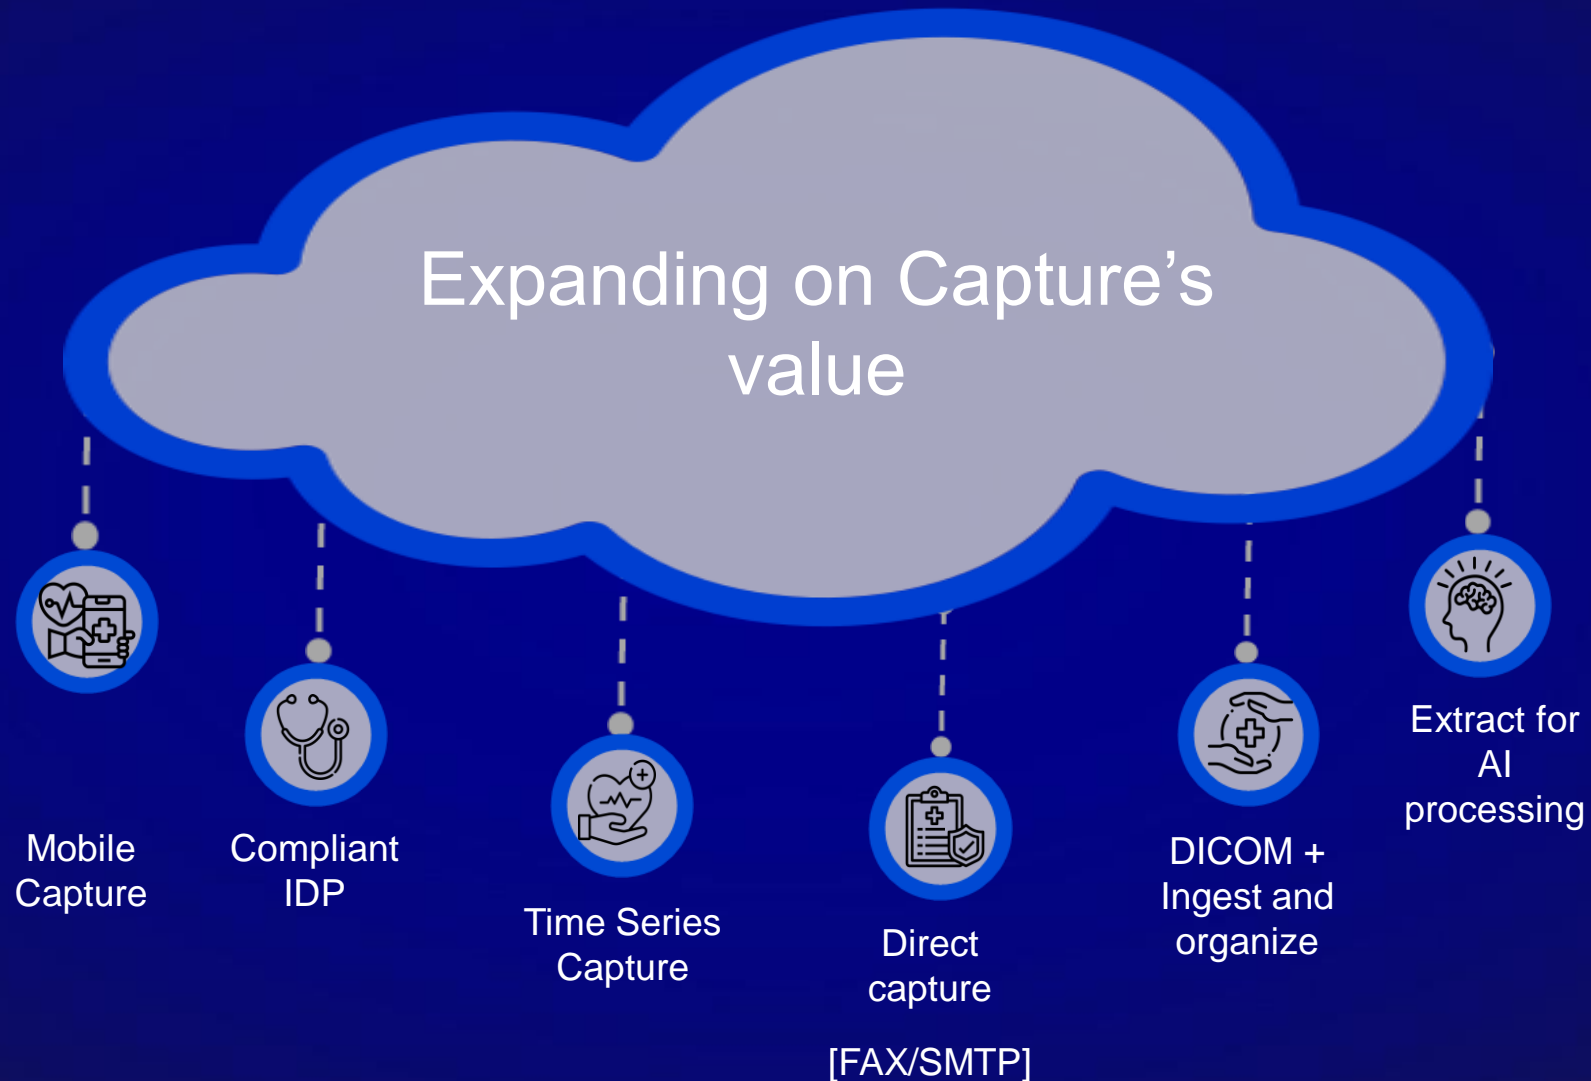 Expanding on Capture’s
value
Mobile
Capture
Compliant
IDP
Time Series
Capture
Direct
capture
[FAX/SMTP]
DICOM +
Ingest and
organize
Extract for
AI
processing